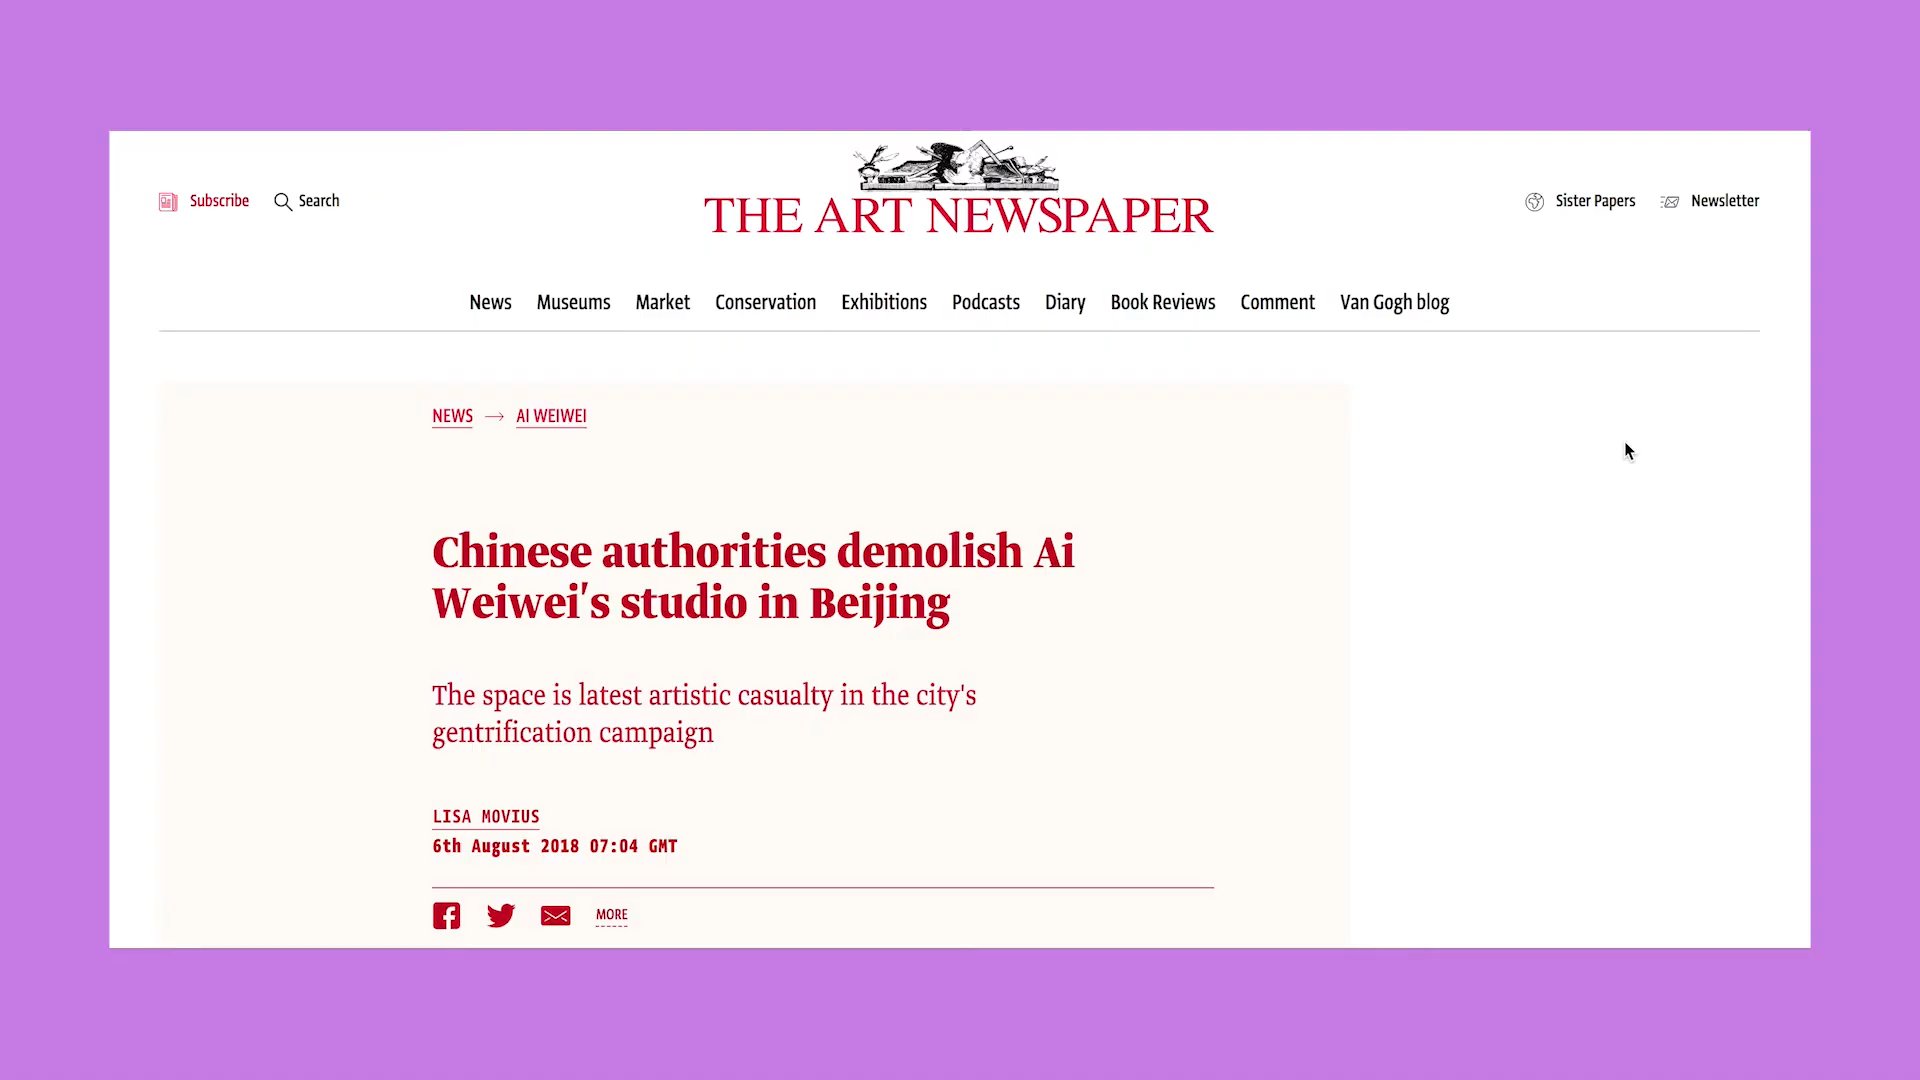 Subscribe Search
THE ART NEWSPAPER
Sister Papers Newsletter
News Museums Market Conservation Exhibitions Podcasts Diary Book Reviews Comment Van Gogh blog
NEWS → AI WEIWEI
Chinese authorities demolish Ai
Weiwei's studio in Beijing
The space is latest artistic casualty in the city's
gentrification campaign
LISA MOVIUS
6th August 2018 07:04 GMT
MORE